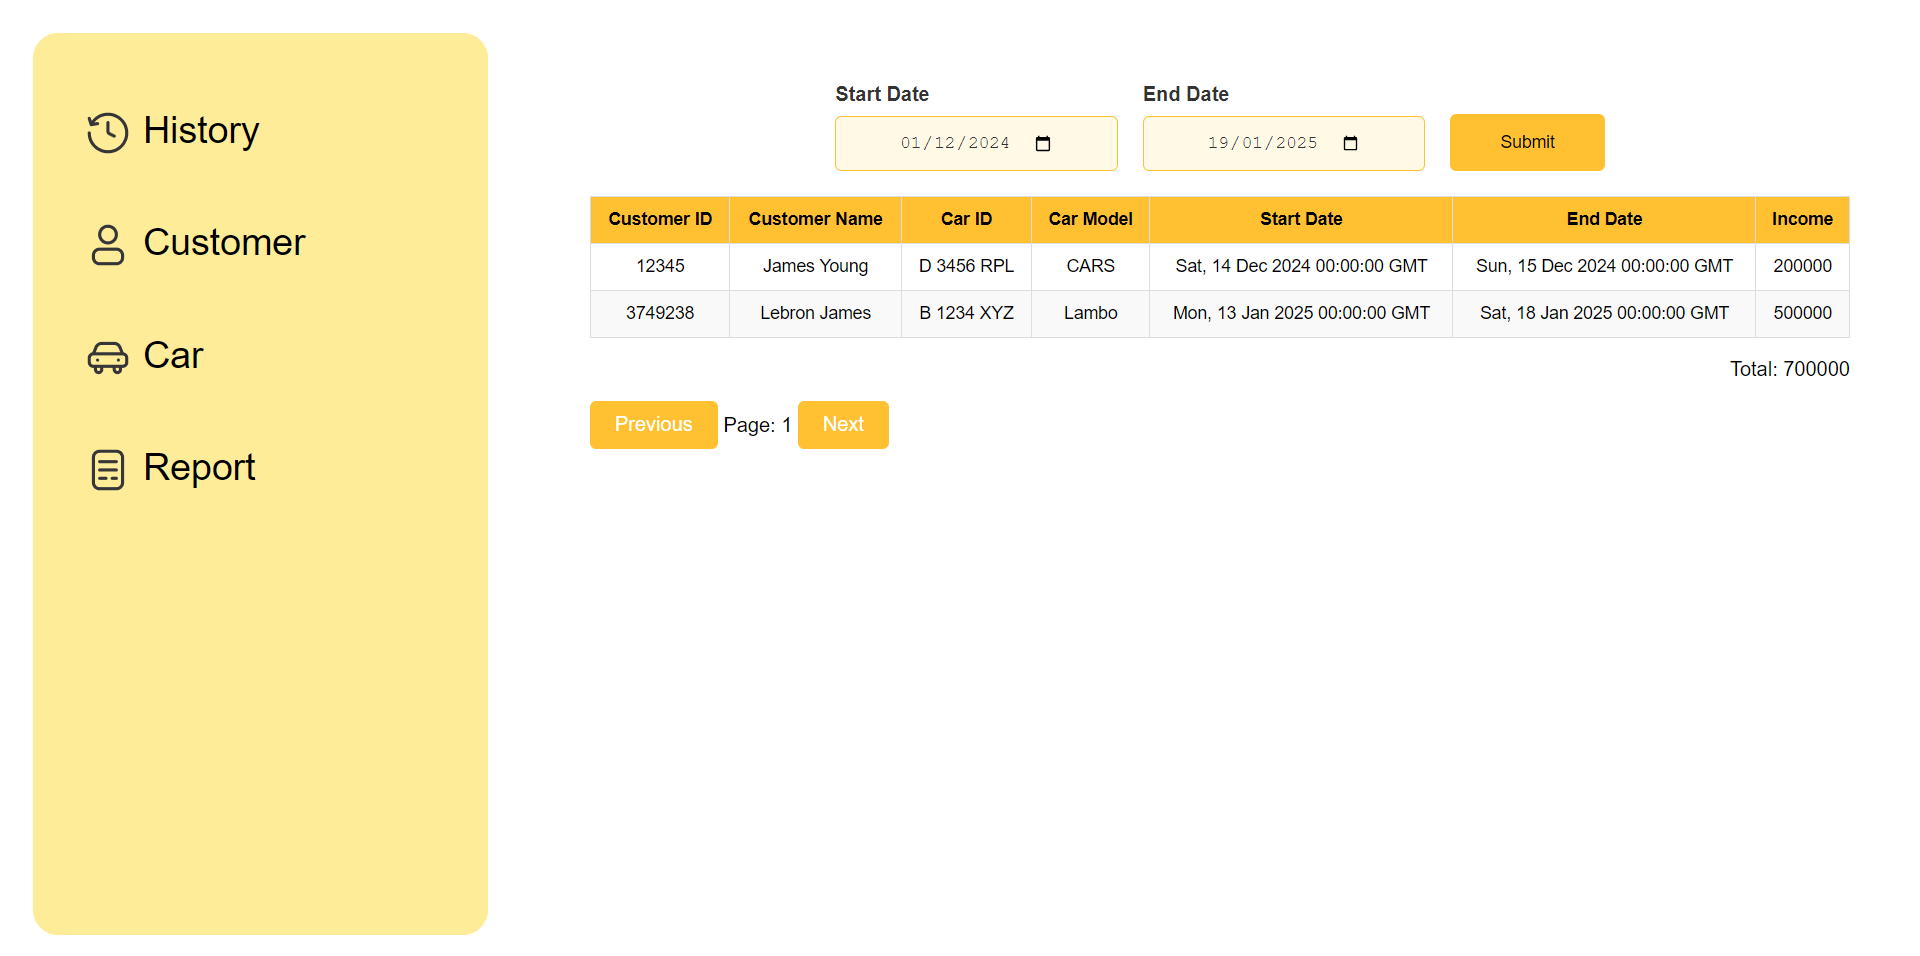 History
Customer
Car
Report
Start Date End Date
01/12/2024 19/01/2025 Submit
Customer ID Customer Name Car ID Car Model Start Date End Date Income
12345 James Young D 3456 RPL CARS Sat, 14 Dec 2024 00:00:00 GMT Sun, 15 Dec 2024 00:00:00 GMT 200000
3749238 Lebron James B 1234 XYZ Lambo Mon, 13 Jan 2025 00:00:00 GMT Sat, 18 Jan 2025 00:00:00 GMT 500000
Total: 700000
Previous Page: 1 Next